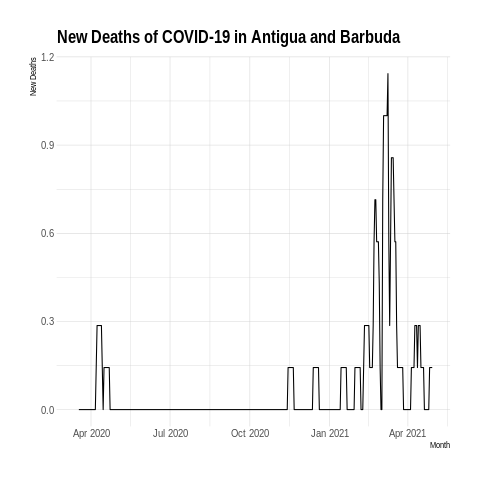 New Deaths of COVID-19 in Antigua and Barbuda
New Deaths
1.2
0.9
0.6
0.3
0.0
Apr 2020 Jul 2020 Oct 2020 Jan 2021 Apr 2021
Month